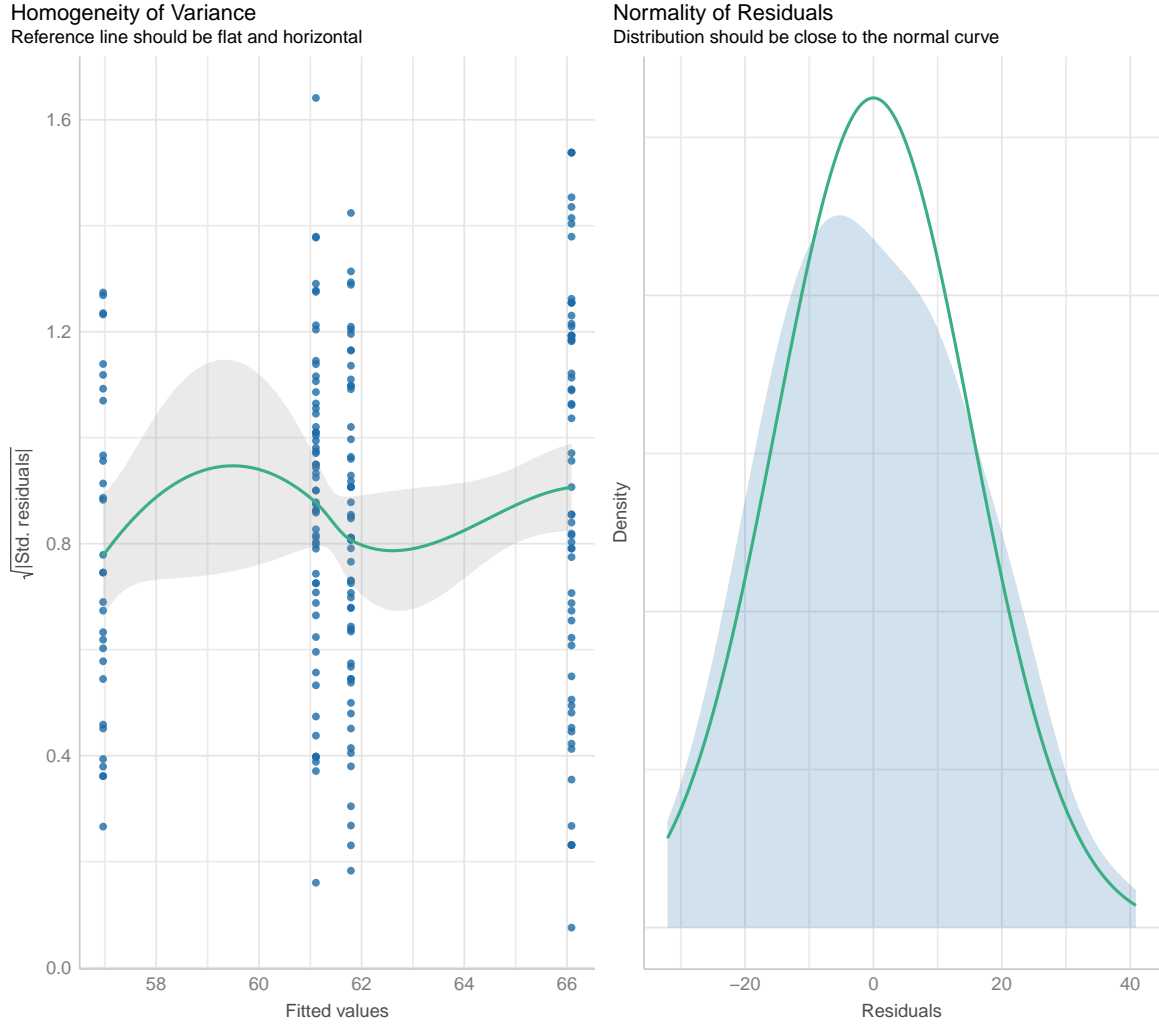 Homogeneity of Variance
Reference line should be flat and horizontal
1.6
1.2
0.8
0.4
0.0
√|Std. residuals|
58 60 62 64 66
Fitted values
Normality of Residuals
Distribution should be close to the normal curve
Density
−20 0 20 40
Residuals